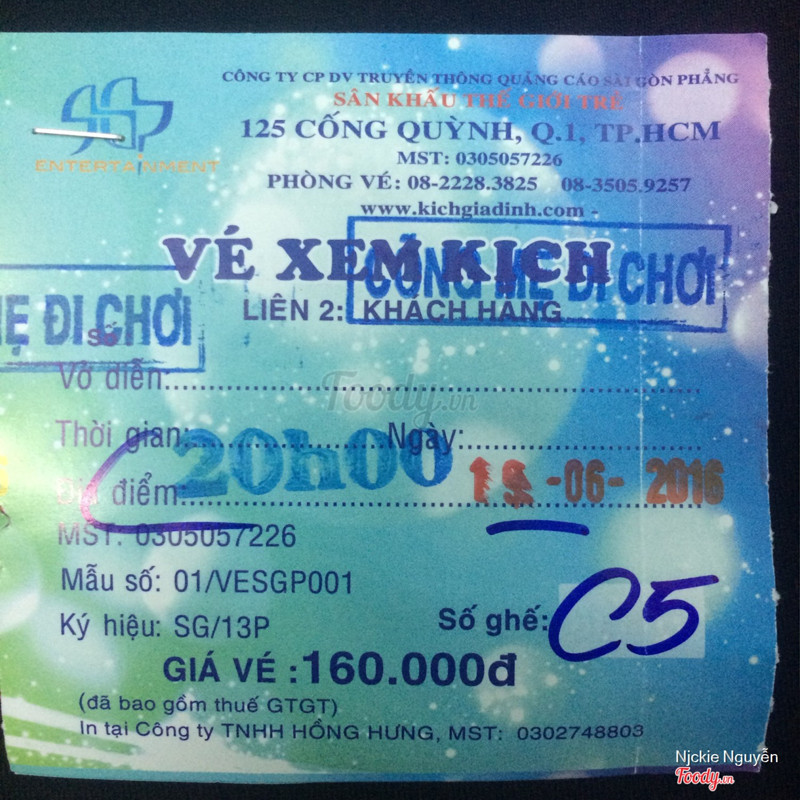 CÔNG TY CP DV TRUYỀN THÔNG QUẢNG CÁO SÀI GÒN PHẲNG
SÂN KHẤU THẾ GIỚI TRẺ
SGP
ENTERTAINMENT
125 CỐNG QUỲNH, Q.1, TP.HCM
MST: 0305057226
PHÒNG VÉ: 08-2228.3825 08-3505.9257
www.kichgiadinh.com -
VÉ XEM KỊCH
CÕNG MẸ ĐI CHƠI
LIÊN 2: KHÁCH HÀNG
MẸ ĐI CHƠI
Số
Vở diễn:
Foody.vn
Thời gian: 20h00 Ngày: -06- 2016
Địa điểm:
MST: 0305057226
Mẫu số: 01/VESGP001
Ký hiệu: SG/13P
Số ghế: C5
GIÁ VÉ : 160.000đ
(đã bao gồm thuế GTGT)
In tại Công ty TNHH HỒNG HƯNG, MST: 0302748803
Njckie Nguyễn
Foody.vn